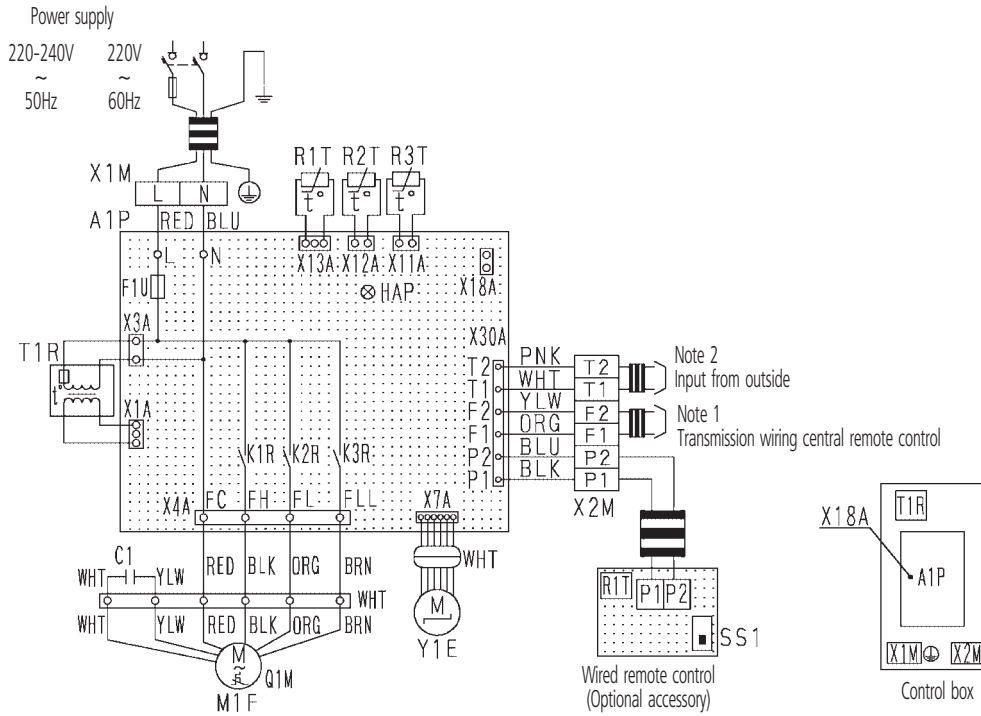 Power supply
220-240V 220V
~ ~
50Hz 60Hz
X1M L N
A1P RED BLU
R1T R2T R3T
t° t° t°
L N
X13A X12A X11A
X18A
F1U
HAP
X3A
X30A
T1R
t°
X1A
T2 PNK T2
T1 WHT T1
Note 2
Input from outside
F2 YLW F2
F1 ORG F1
Note 1
Transmission wiring central remote control
P2 BLU P2
P1 BLK P1
X2M
K1R K2R K3R
X4A FC FH FL FLL
X7A
C1
WHT YLW RED BLK ORG BRN
WHT
WHT YLW RED BLK ORG BRN
M
~
Q1M
M1F
WHT
M
Y1E
R1T P1 P2
SS1
Wired remote control
(Optional accessory)
X18A
T1R
A1P
X1M X2M
Control box